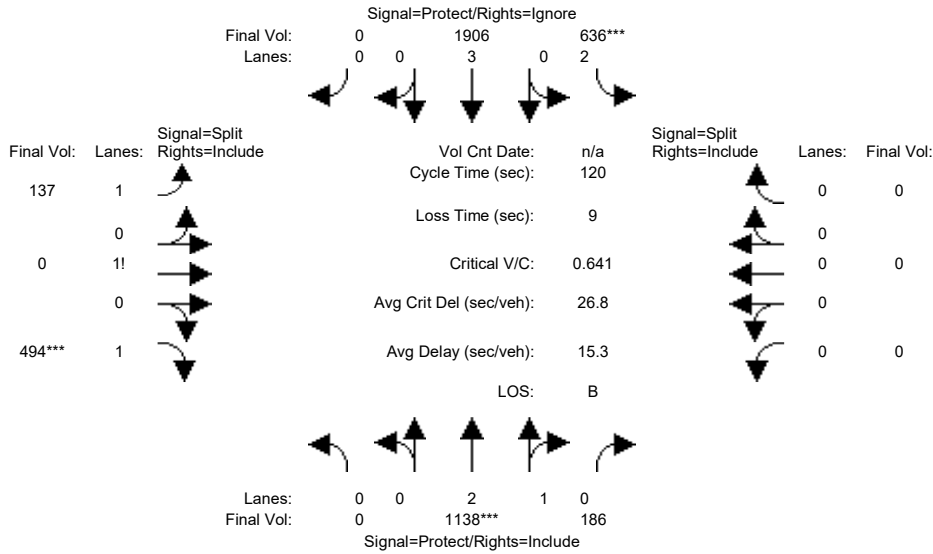 Signal=Protect/Rights=Ignore
Final Vol: 0 1906 636***
Lanes: 0 0 3 0 2
Signal=Split
Final Vol: Lanes: Rights=Include
Vol Cnt Date: n/a
Signal=Split
Rights=Include Lanes: Final Vol:
Cycle Time (sec): 120
137 1
0 0
Loss Time (sec): 9
0
0
0 1!
Critical V/C: 0.641
0 0
0
Avg Crit Del (sec/veh): 26.8
0
494*** 1
Avg Delay (sec/veh): 15.3
0 0
LOS: B
Lanes: 0 0 2 1 0
Final Vol: 0 1138*** 186
Signal=Protect/Rights=Include